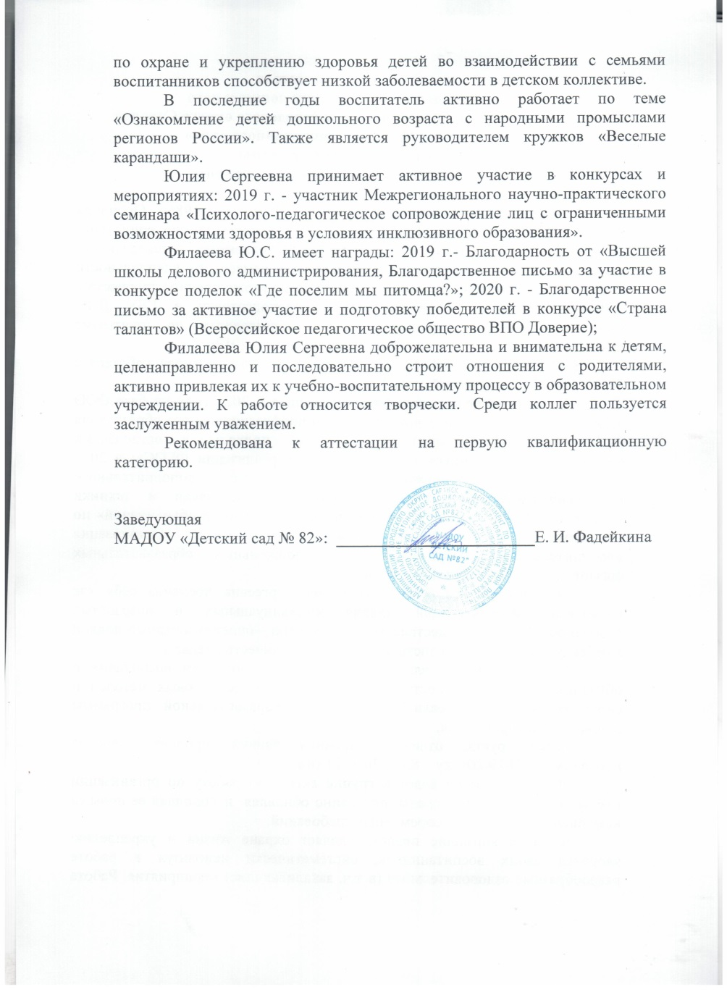 по охране и укреплению здоровья детей во взаимодействии с семьями
воспитанников способствует низкой заболеваемости в детском коллективе.
В последние годы воспитатель активно работает по теме
«Ознакомление детей дошкольного возраста с народными промыслами
регионов России». Также является руководителем кружков «Веселые
карандаши».
Юлия Сергеевна принимает активное участие в конкурсах и
мероприятиях: 2019 г. - участник Межрегионального научно-практического
семинара «Психолого-педагогическое сопровождение лиц с ограниченными
возможностями здоровья в условиях инклюзивного образования».
Филаеева Ю.С. имеет награды: 2019 г.- Благодарность от «Высшей
школы делового администрирования, Благодарственное письмо за участие в
конкурсе поделок «Где поселим мы питомца?»; 2020 г. - Благодарственное
письмо за активное участие и подготовку победителей в конкурсе «Страна
талантов» (Всероссийское педагогическое общество ВПО Доверие);
Филалеева Юлия Сергеевна доброжелательна и внимательна к детям,
целенаправленно и последовательно строит отношения с родителями,
активно привлекая их к учебно-воспитательному процессу в образовательном
учреждении. К работе относится творчески. Среди коллег пользуется
заслуженным уважением.
Рекомендована к аттестации на первую квалификационную
категорию.
Заведующая
МАДОУ «Детский сад № 82»: Е. И. Фадейкина
МАДОУ
"ДЕТСКИЙ
САД №82"